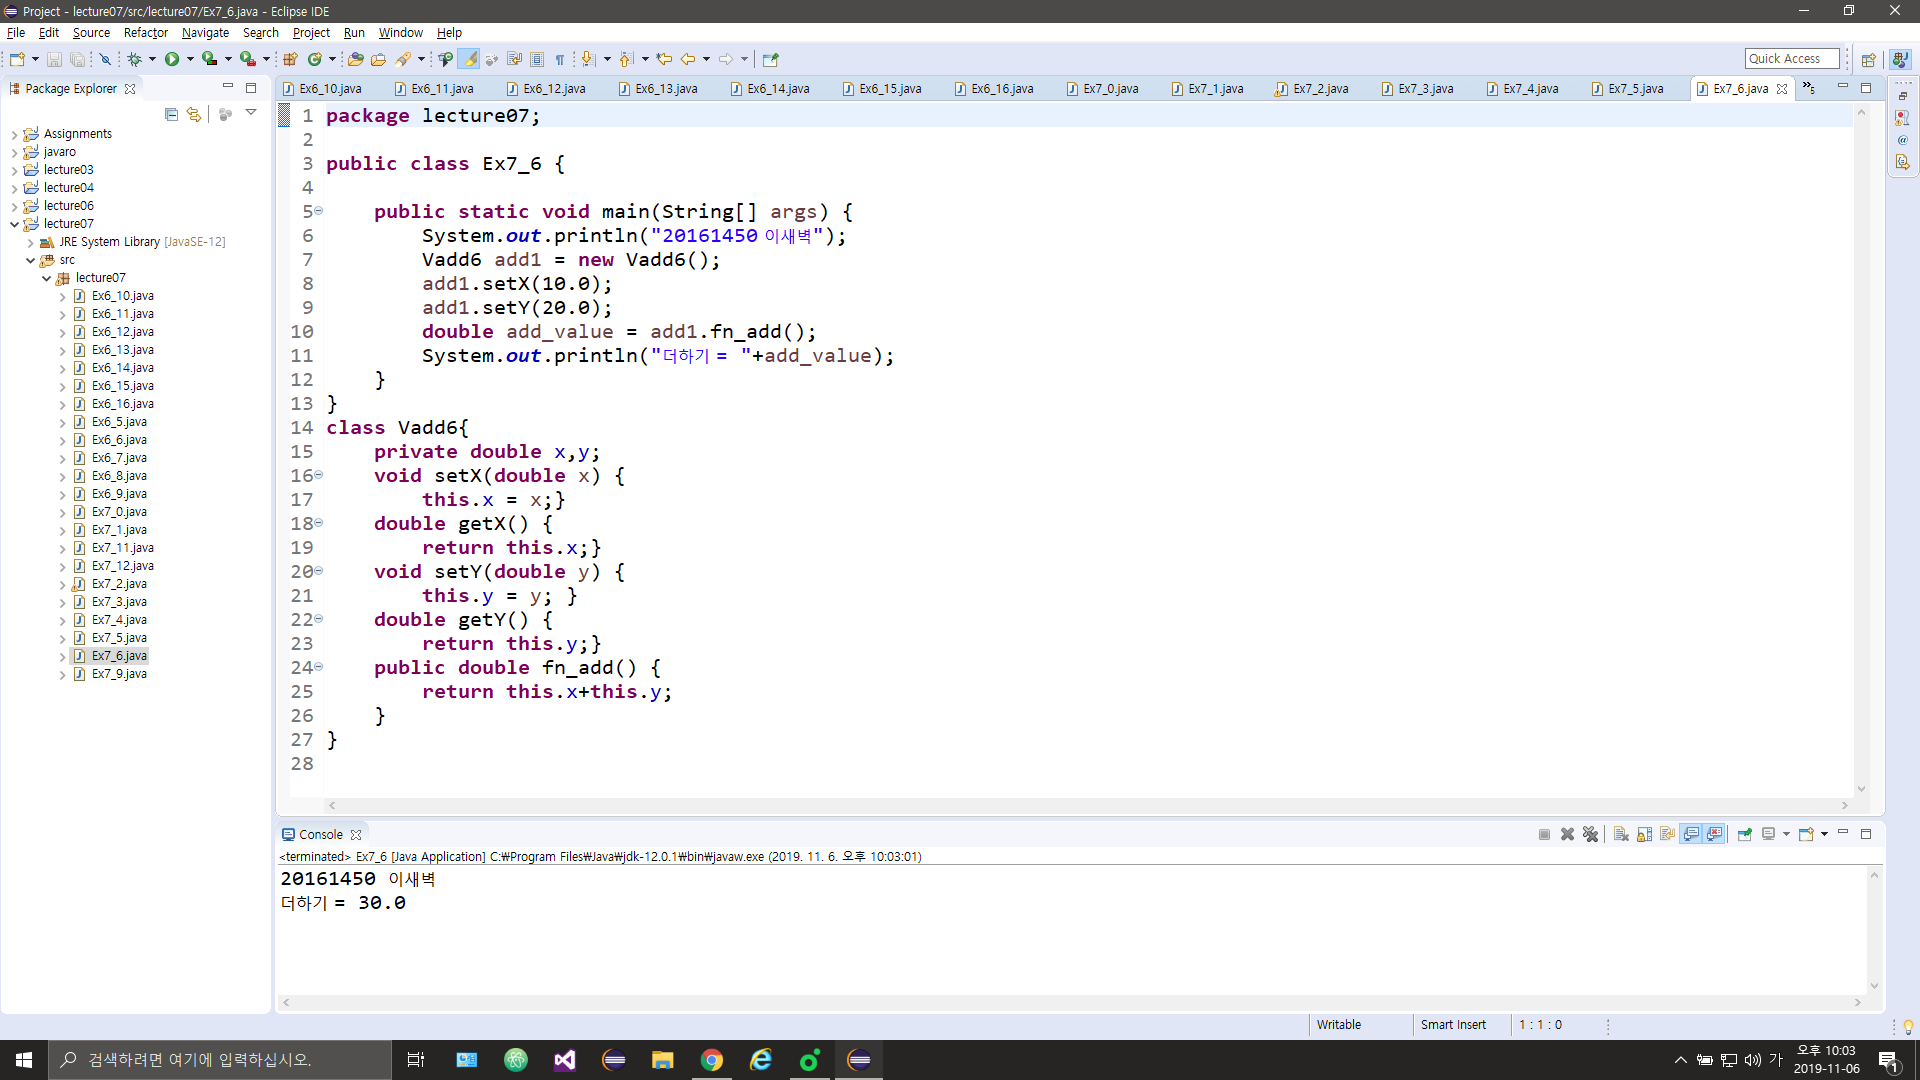 Project - lecture07/src/lecture07/Ex7_6.java - Eclipse IDE
File Edit Source Refactor Navigate Search Project Run Window Help
Quick Access
Package Explorer
Assignments
javaro
lecture03
lecture04
lecture06
lecture07
JRE System Library [JavaSE-12]
src
lecture07
Ex6_10.java
Ex6_11.java
Ex6_12.java
Ex6_13.java
Ex6_14.java
Ex6_15.java
Ex6_16.java
Ex6_5.java
Ex6_6.java
Ex6_7.java
Ex6_8.java
Ex6_9.java
Ex7_0.java
Ex7_1.java
Ex7_11.java
Ex7_12.java
Ex7_2.java
Ex7_3.java
Ex7_4.java
Ex7_5.java
Ex7_6.java
Ex7_9.java
Ex6_10.java Ex6_11.java Ex6_12.java Ex6_13.java Ex6_14.java Ex6_15.java Ex6_16.java Ex7_0.java Ex7_1.java Ex7_2.java Ex7_3.java Ex7_4.java Ex7_5.java Ex7_6.java »5
1 package lecture07;
2
3 public class Ex7_6 {
4
5     public static void main(String[] args) {
6         System.out.println("20161450 이새벽");
7         Vadd6 add1 = new Vadd6();
8         add1.setX(10.0);
9         add1.setY(20.0);
10         double add_value = add1.fn_add();
11         System.out.println("더하기 = "+add_value);
12     }
13 }
14 class Vadd6{
15     private double x,y;
16     void setX(double x) {
17         this.x = x;}
18     double getX() {
19         return this.x;}
20     void setY(double y) {
21         this.y = y; }
22     double getY() {
23         return this.y;}
24     public double fn_add() {
25         return this.x+this.y;
26     }
27 }
28
Console
<terminated> Ex7_6 [Java Application] C:₩Program Files₩Java₩jdk-12.0.1₩bin₩javaw.exe (2019. 11. 6. 오후 10:03:01)
20161450 이새벽
더하기 = 30.0
Writable Smart Insert 1 : 1 : 0
검색하려면 여기에 입력하십시오.
가
오후 10:03
2019-11-06
1